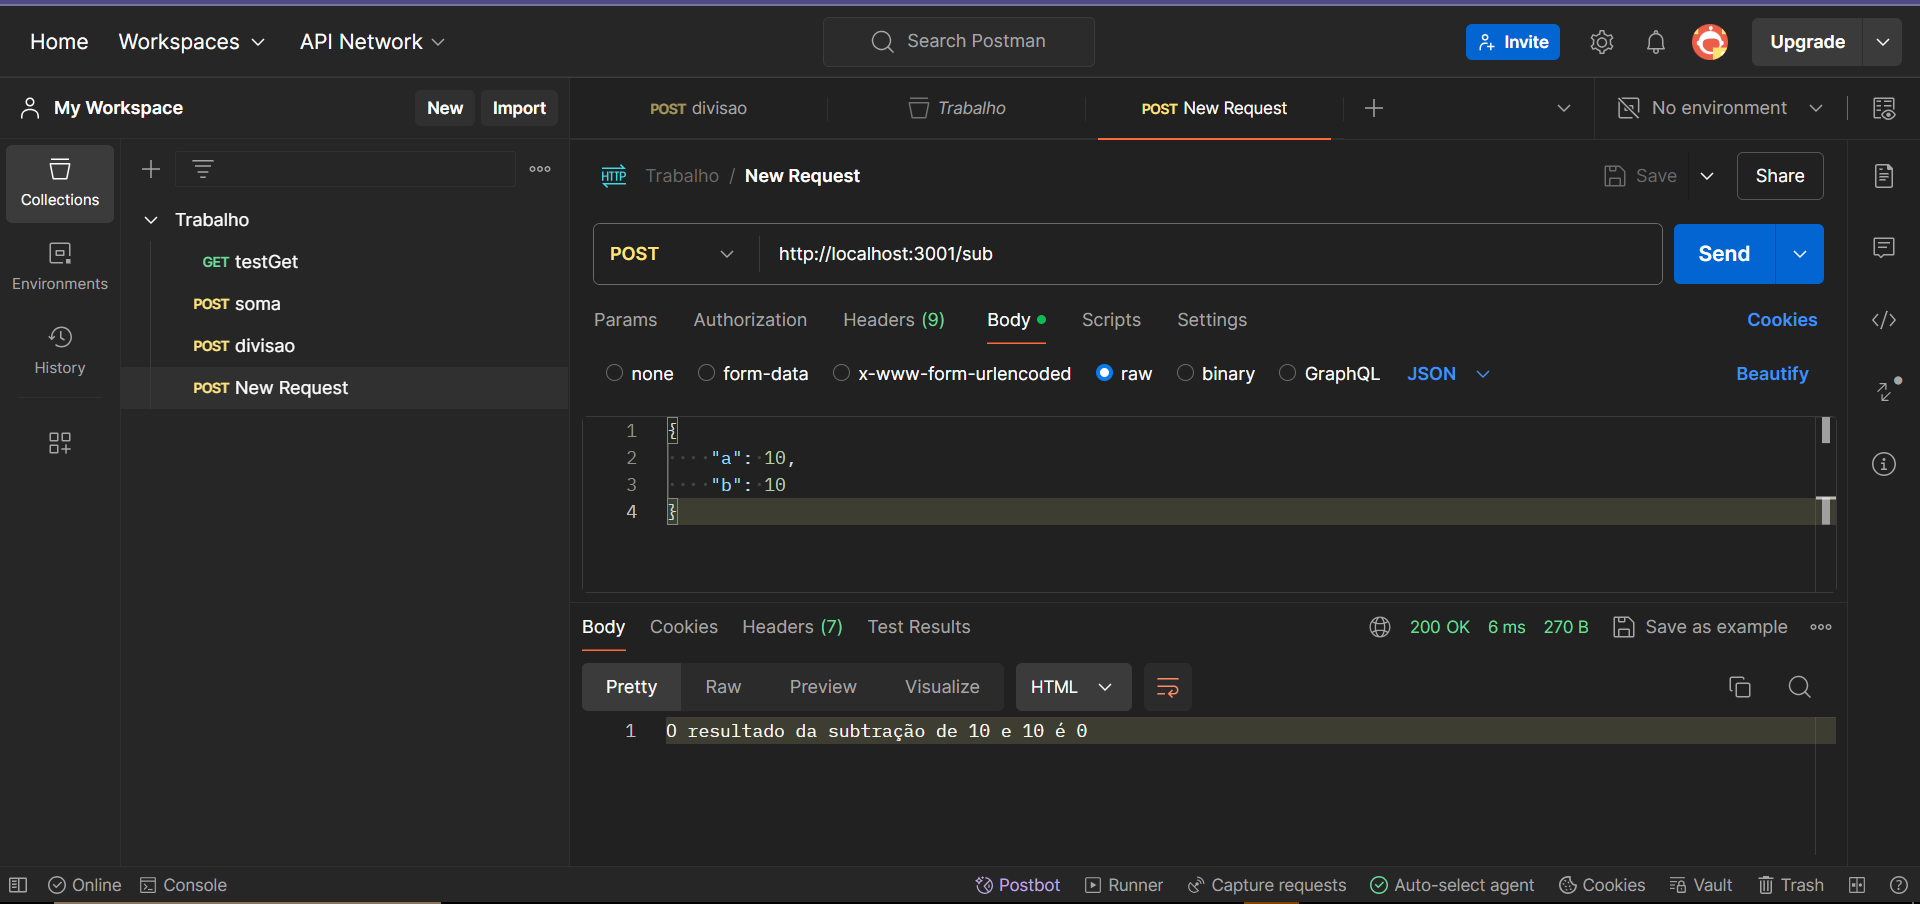 Home Workspaces API Network Search Postman Invite Upgrade
My Workspace New Import POST divisao Trabalho POST New Request No environment
Collections
Environments
History
Trabalho
GET testGet
POST soma
POST divisao
POST New Request
HTTP Trabalho / New Request Save Share
POST http://localhost:3001/sub Send
Params Authorization Headers (9) Body Scripts Settings Cookies
none form-data x-www-form-urlencoded raw binary GraphQL JSON Beautify
1 {
2 "a": 10,
3 "b": 10
4 }
Body Cookies Headers (7) Test Results 200 OK 6 ms 270 B Save as example
Pretty Raw Preview Visualize HTML
1 O resultado da subtração de 10 e 10 é 0
Online Console Postbot Runner Capture requests Auto-select agent Cookies Vault Trash